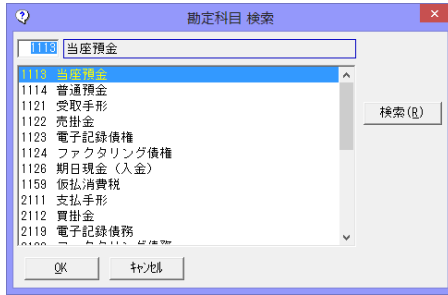 勘定科目 検索
1113 当座預金
1113 当座預金
1114 普通預金
1121 受取手形
1122 売掛金
1123 電子記録債権
1124 ファクタリング債権
1126 期日現金（入金）
1159 仮払消費税
2111 支払手形
2112 買掛金
2119 電子記録債務
検索(R)
OK
ｷｬﾝｾﾙ